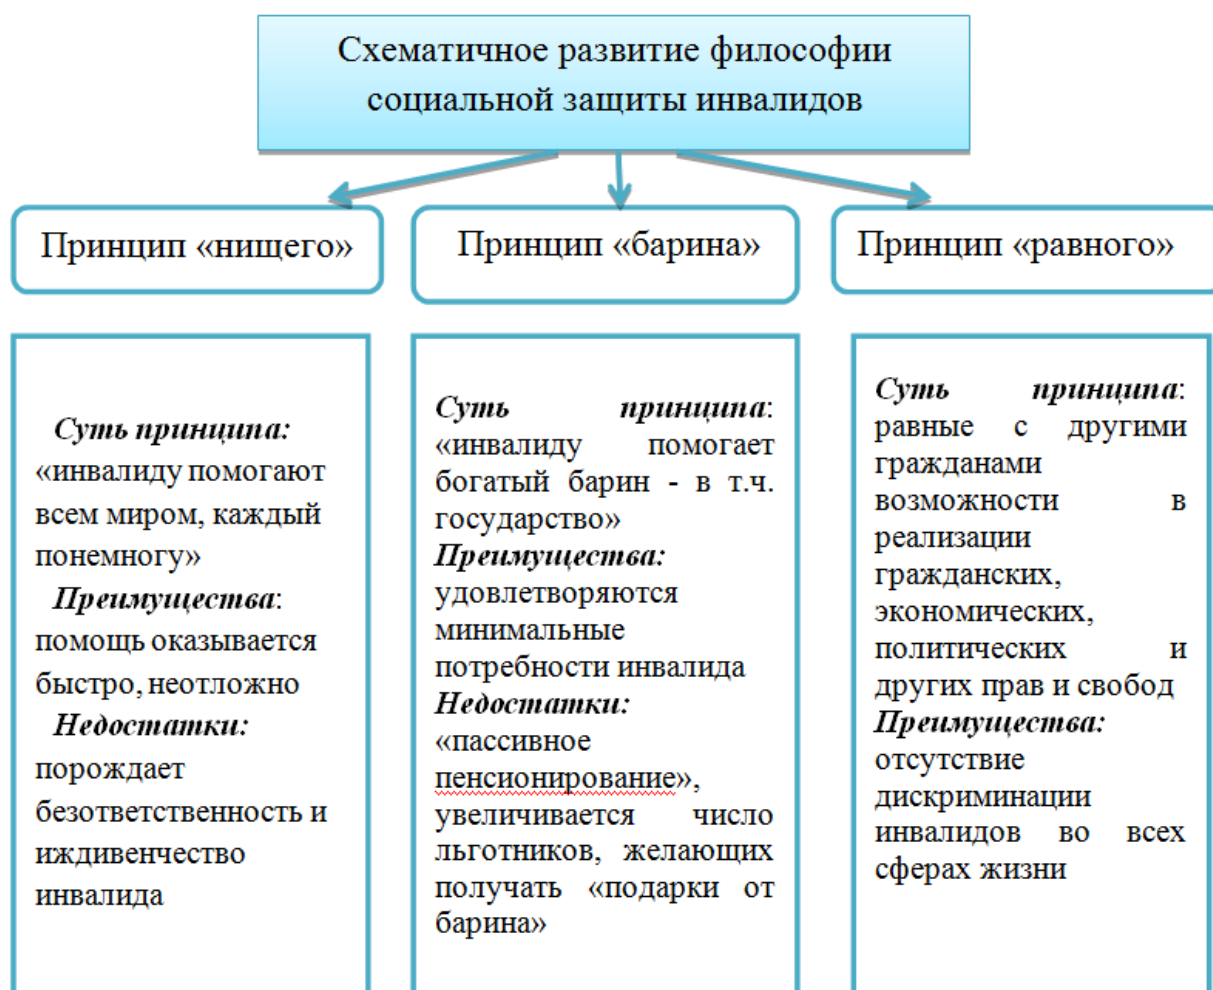 Схематичное развитие философии
социальной защиты инвалидов
Принцип «нищего»
Принцип «барина»
Принцип «равного»
Суть принципа:
«инвалиду помогают
всем миром, каждый
понемногу»
Преимущества:
помощь оказывается
быстро, неотложно
Недостатки:
порождает
безответственность и
иждивенчество
инвалида
Суть принципа:
«инвалиду помогает
богатый барин - в т.ч.
государство»
Преимущества:
удовлетворяются
минимальные
потребности инвалида
Недостатки:
«пассивное
пенсионирование»,
увеличивается число
льготников, желающих
получать «подарки от
барина»
Суть принципа:
равные с другими
гражданами
возможности в
реализации
гражданских,
экономических,
политических и
других прав и свобод
Преимущества:
отсутствие
дискриминации
инвалидов во всех
сферах жизни